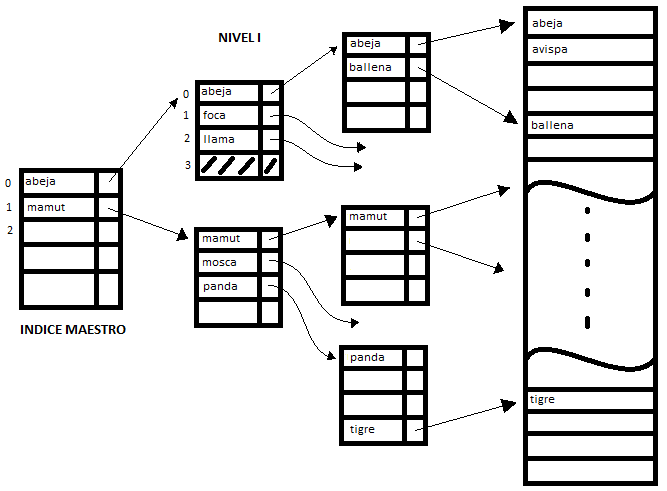 NIVEL I
0 abeja
1 mamut
2
INDICE MAESTRO
0 abeja
1 foca
2 llama
3
mamut
mosca
panda
abeja
ballena
mamut
panda
tigre
abeja
avispa
ballena
tigre